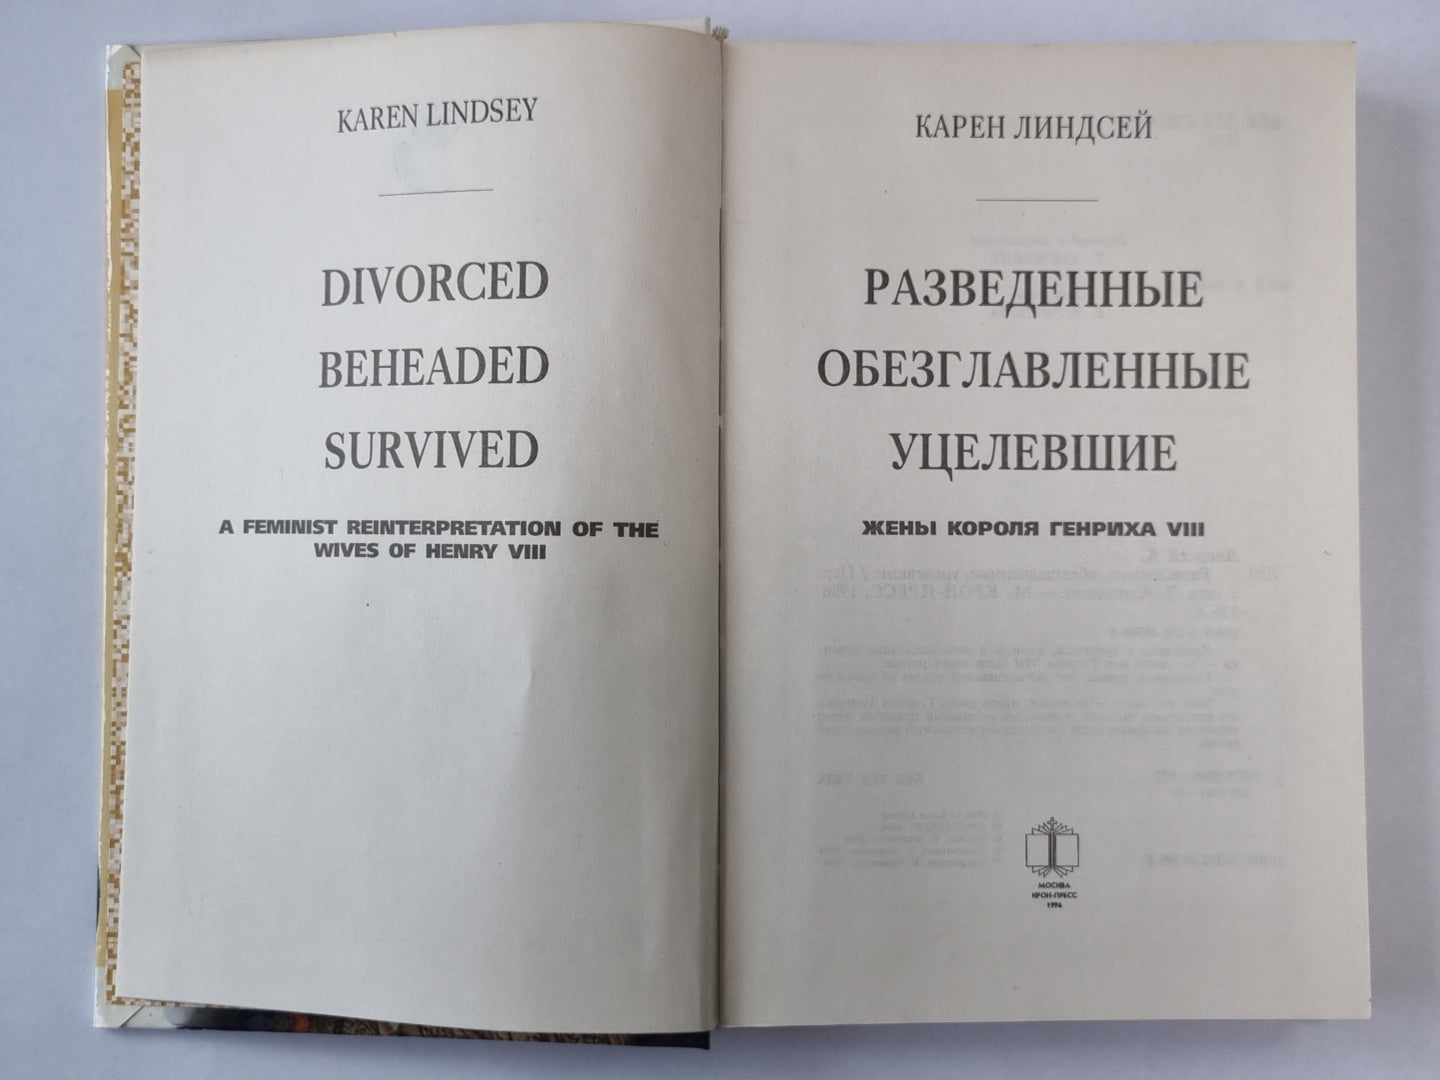 KAREN LINDSEY
DIVORCED
BEHEADED
SURVIVED
A FEMINIST REINTERPRETATION OF THE
WIVES OF HENRY VIII
КАРЕН ЛИНДСЕЙ
РАЗВЕДЕННЫЕ
ОБЕЗГЛАВЛЕННЫЕ
УЦЕЛЕВШИЕ
ЖЕНЫ КОРОЛЯ ГЕНРИХА VIII
МОСКВА
КРОН-ПРЕСС
1996